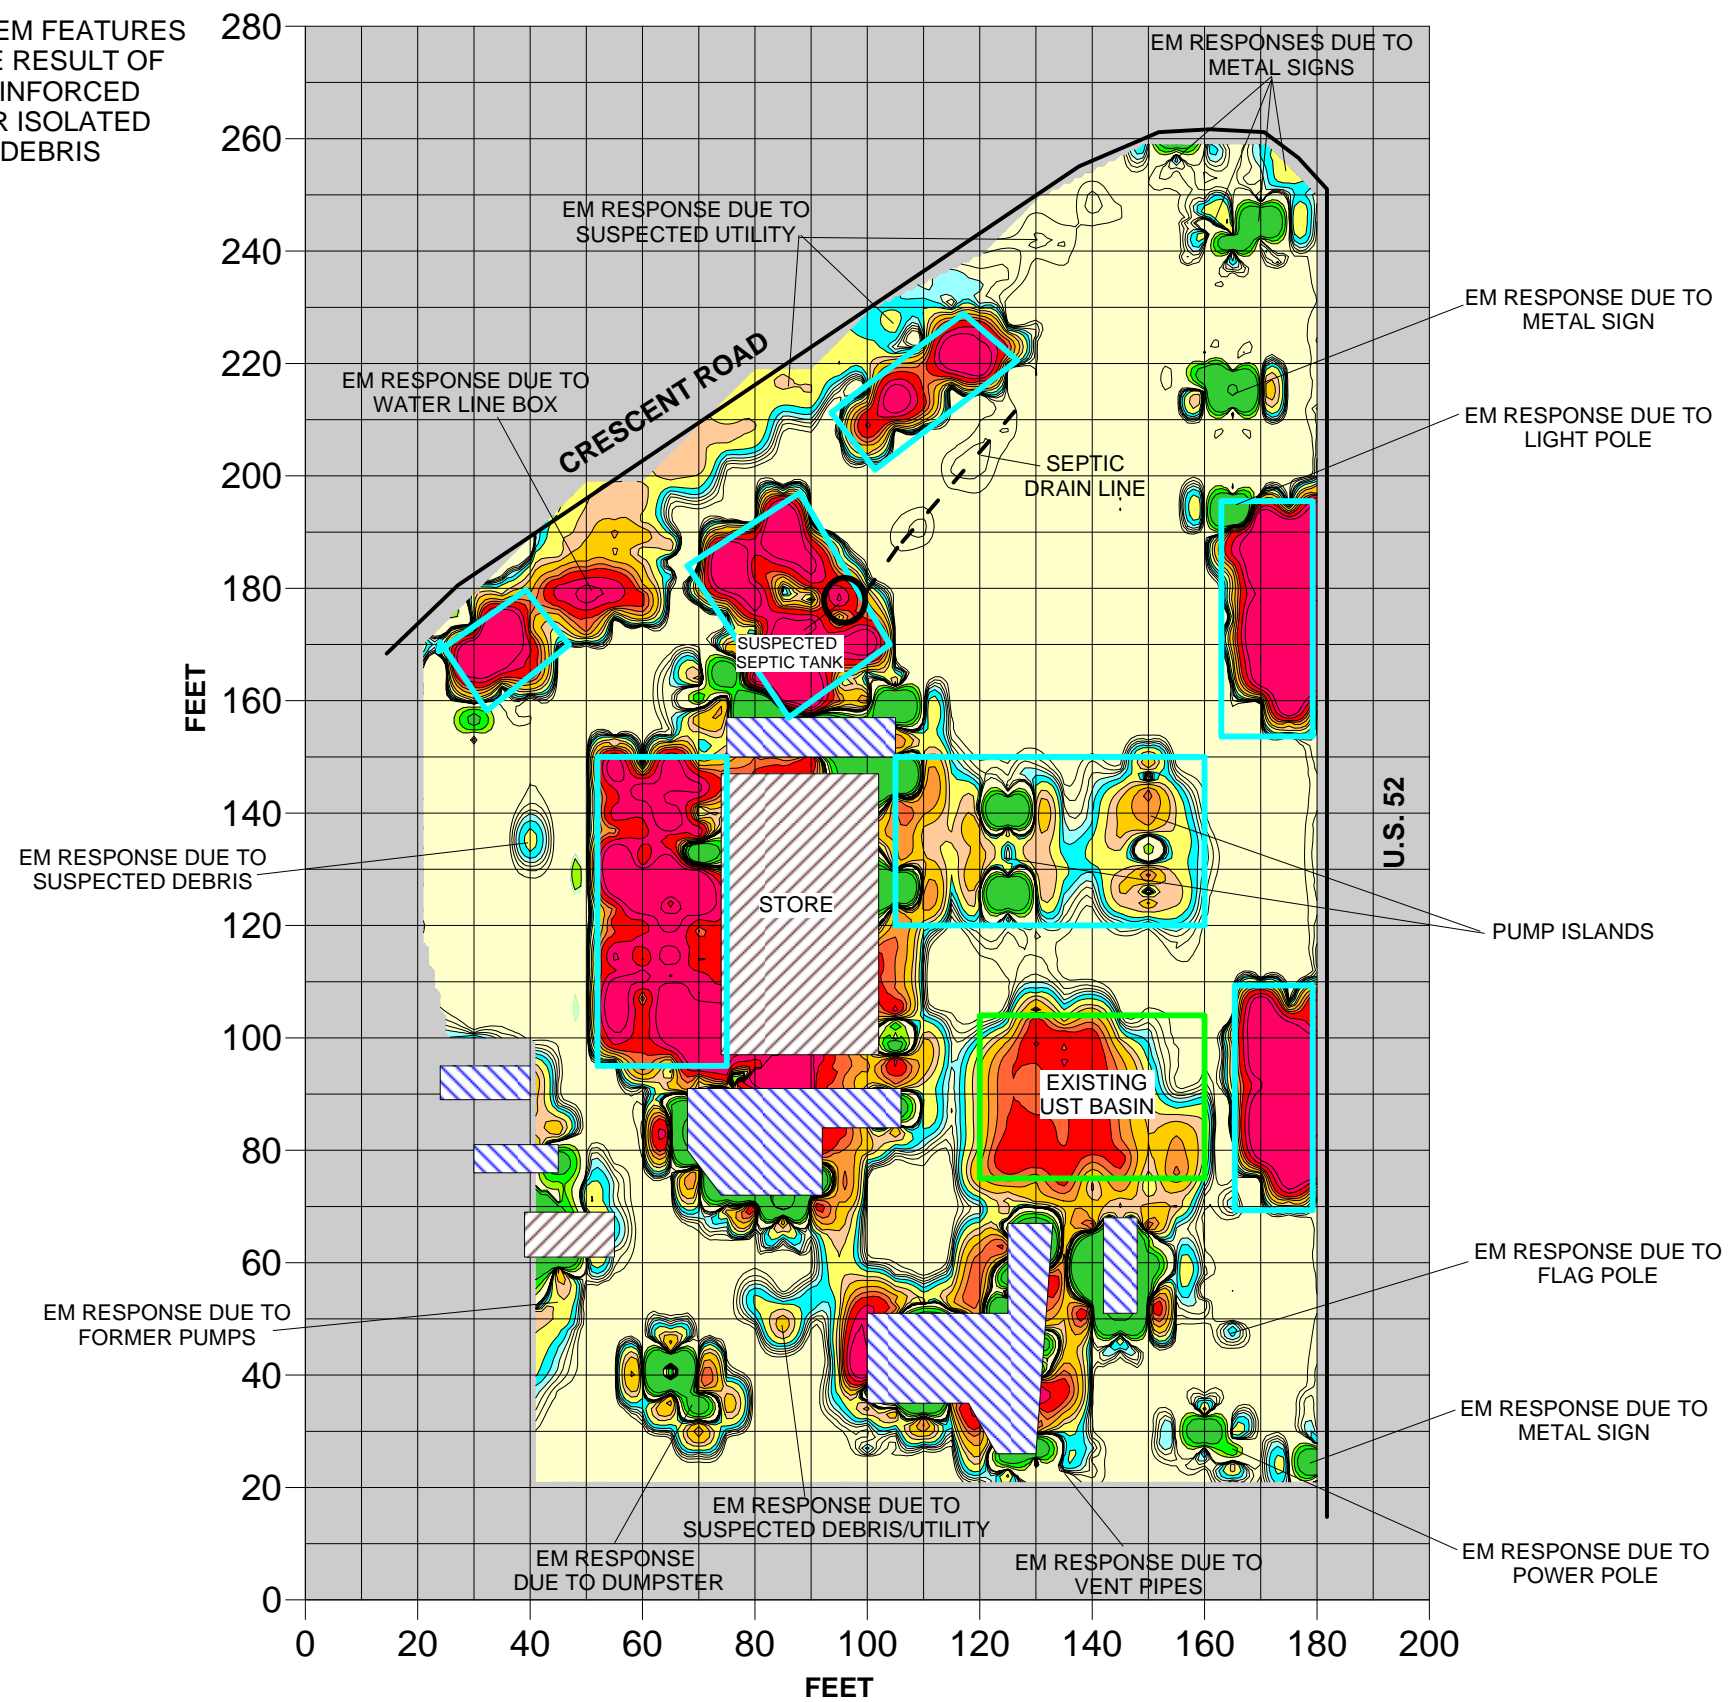 EM FEATURES
E RESULT OF
INFORCED
R ISOLATED
DEBRIS
280
260
240
220
200
180
160
140
120
100
80
60
40
20
0
FEET
EM RESPONSES DUE TO
METAL SIGNS
EM RESPONSE DUE TO
SUSPECTED UTILITY
EM RESPONSE DUE TO
METAL SIGN
EM RESPONSE DUE TO
WATER LINE BOX
CRESCENT ROAD
EM RESPONSE DUE TO
LIGHT POLE
SEPTIC
DRAIN LINE
SUSPECTED
SEPTIC TANK
U.S. 52
EM RESPONSE DUE TO
SUSPECTED DEBRIS
STORE
PUMP ISLANDS
EXISTING
UST BASIN
EM RESPONSE DUE TO
FLAG POLE
EM RESPONSE DUE TO
FORMER PUMPS
EM RESPONSE DUE TO
METAL SIGN
EM RESPONSE DUE TO
SUSPECTED DEBRIS/UTILITY
EM RESPONSE
DUE TO DUMPSTER
EM RESPONSE DUE TO
VENT PIPES
EM RESPONSE DUE TO
POWER POLE
0 20 40 60 80 100 120 140 160 180 200
FEET